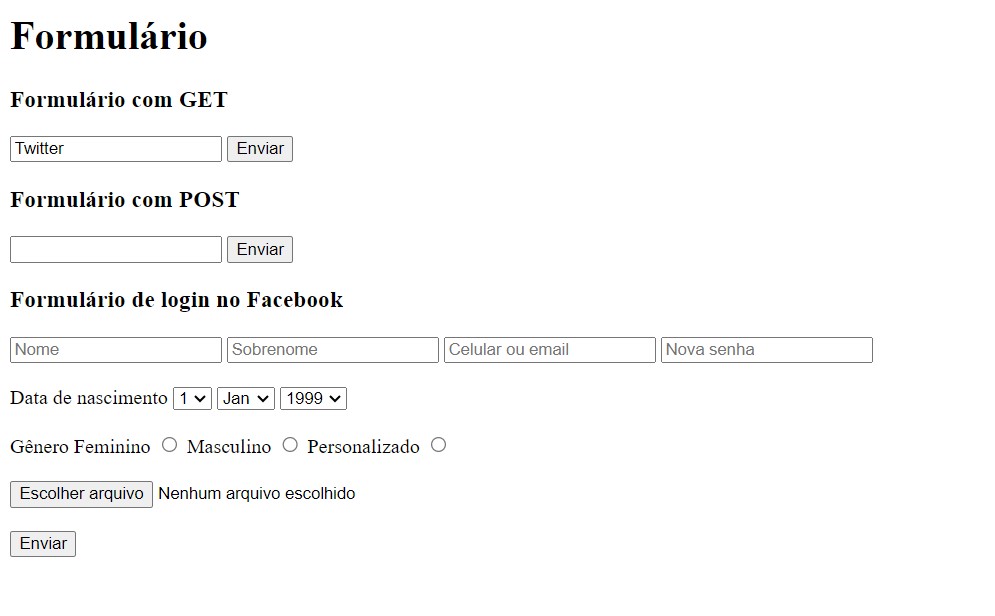 Formulário
Formulário com GET
Twitter Enviar
Formulário com POST
Enviar
Formulário de login no Facebook
Nome Sobrenome Celular ou email Nova senha
Data de nascimento 1 Jan 1999
Gênero Feminino Masculino Personalizado
Escolher arquivo Nenhum arquivo escolhido
Enviar